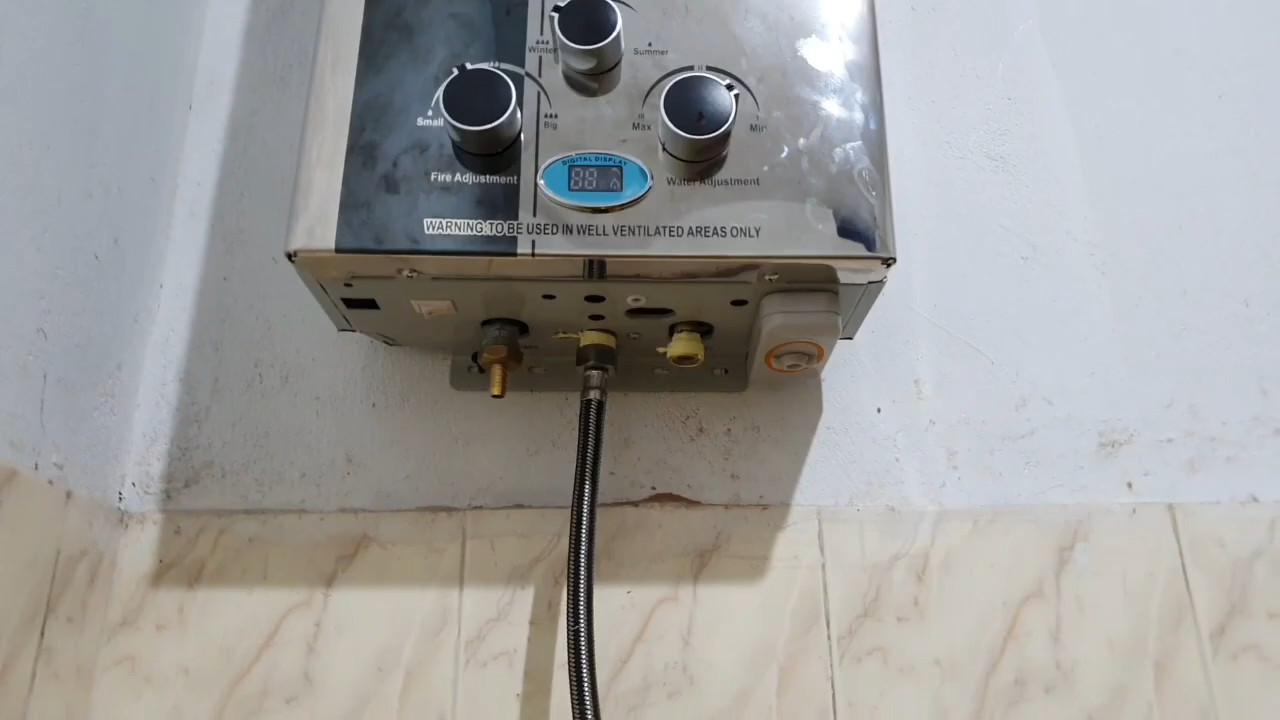 Winter Summer
Small Big Max Min
Fire Adjustment
DIGITAL DISPLAY
88
Water Adjustment
WARNING:TO BE USED IN WELL VENTILATED AREAS ONLY